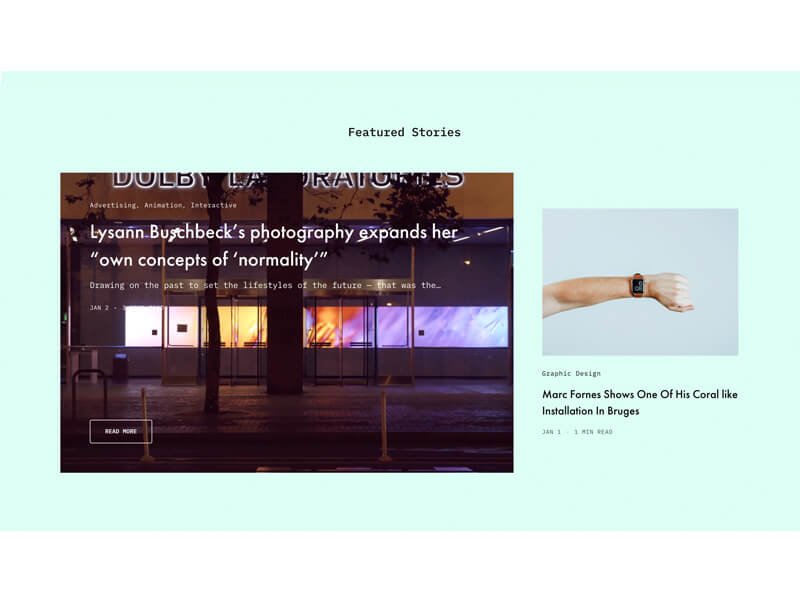 Featured Stories
DOLBY LABORATORIES
Advertising, Animation, Interactive
Lysann Buschbeck’s photography expands her
“own concepts of ‘normality’”
Drawing on the past to set the lifestyles of the future — that was the…
JAN 2 ·
READ MORE
Graphic Design
Marc Fornes Shows One Of His Coral like
Installation In Bruges
JAN 1 · 1 MIN READ